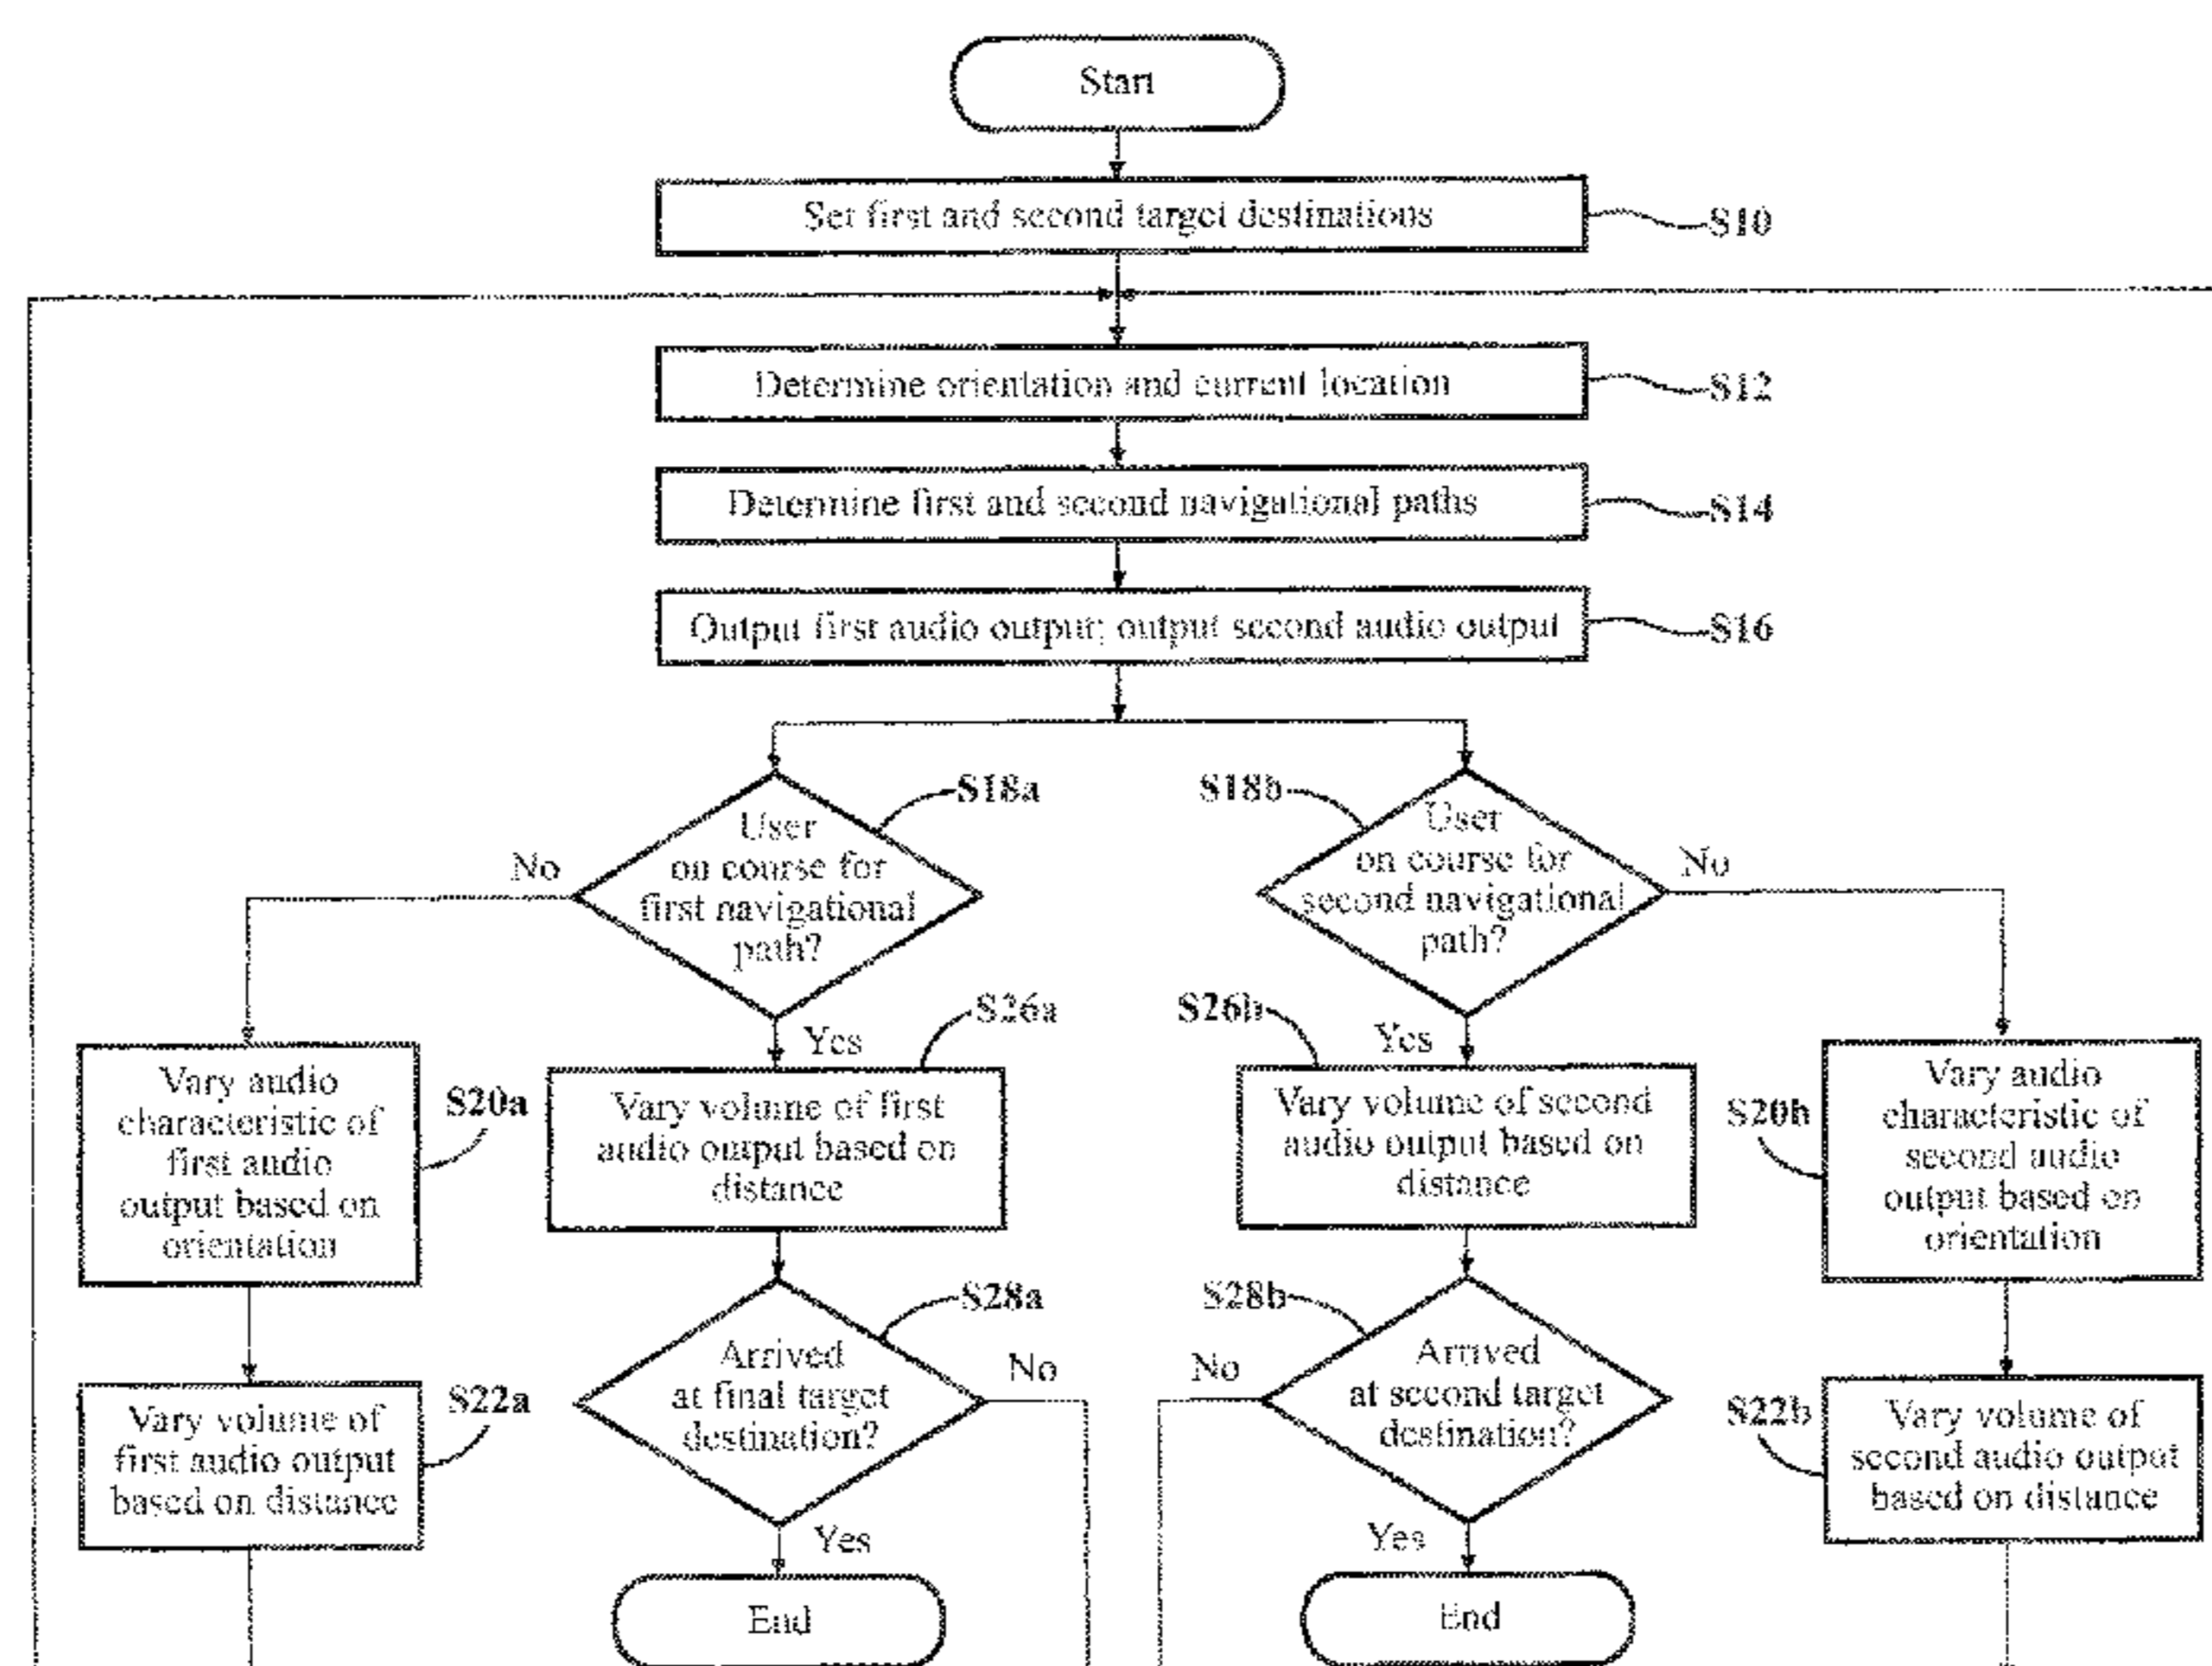 Start
Set first and second target destinations
S10
Determine orientation and current location
S12
Determine first and second navigational paths
S14
Output first audio output; output second audio output
S16
S18a
User
on course for
first navigational
path?
No
Yes
S18b
User
on course for
second navigational
path?
No
Yes
S26a
Vary volume of first
audio output based on
distance
S26b
Vary volume of second
audio output based on
distance
Vary audio
characteristic of
first audio
output based on
orientation
S20a
S20b
Vary audio
characteristic of
second audio
output based on
orientation
S28a
Arrived
at final target
destination?
No
Yes
S28b
Arrived
at second target
destination?
No
Yes
Vary volume of
first audio output
based on distance
S22a
S22b
Vary volume of
second audio output
based on distance
End
End